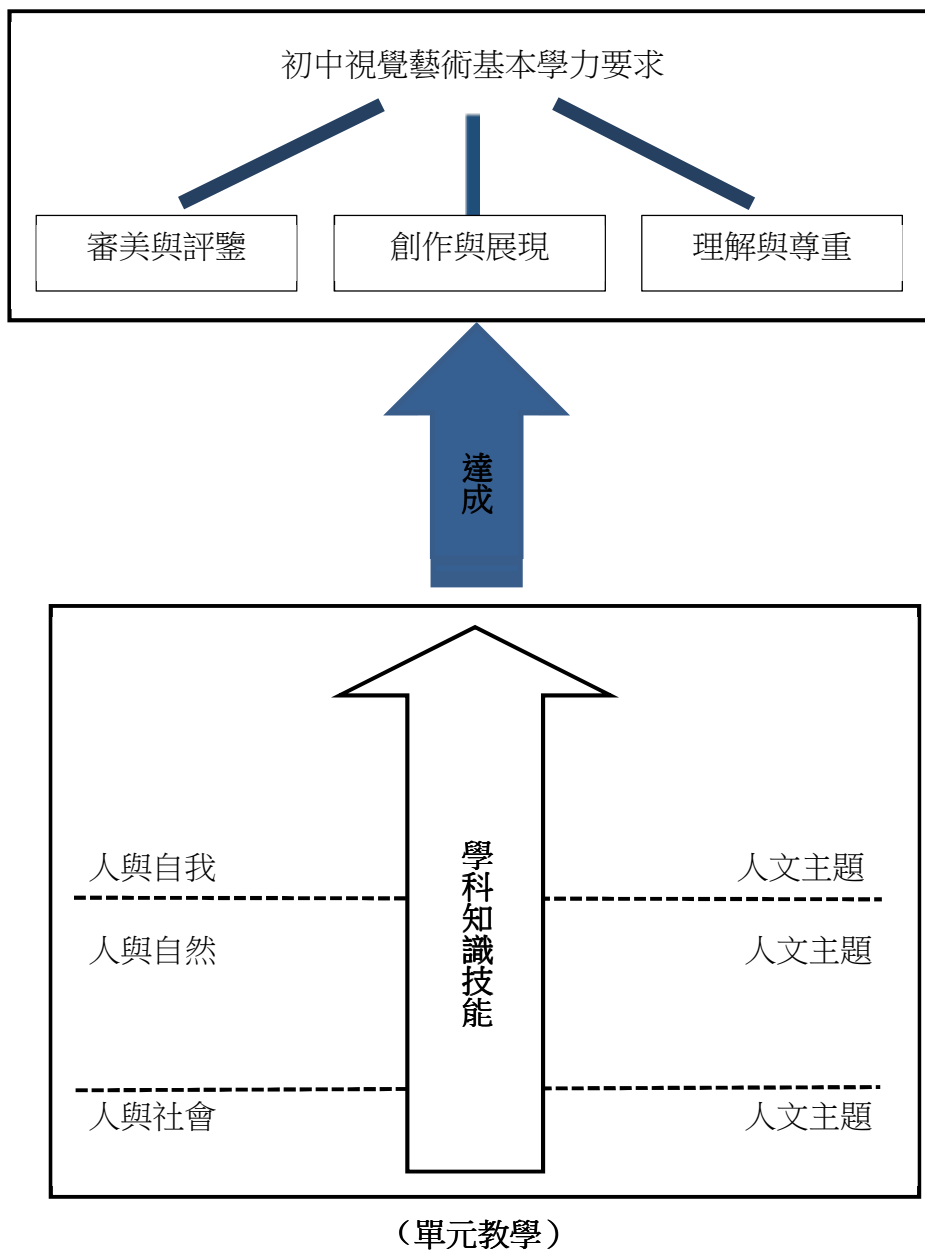 初中視覺藝術基本學力要求
審美與評鑒
創作與展現
理解與尊重
達成
人與自我
學科知識技能
人文主題
人與自然
人文主題
人與社會
人文主題
（單元教學）